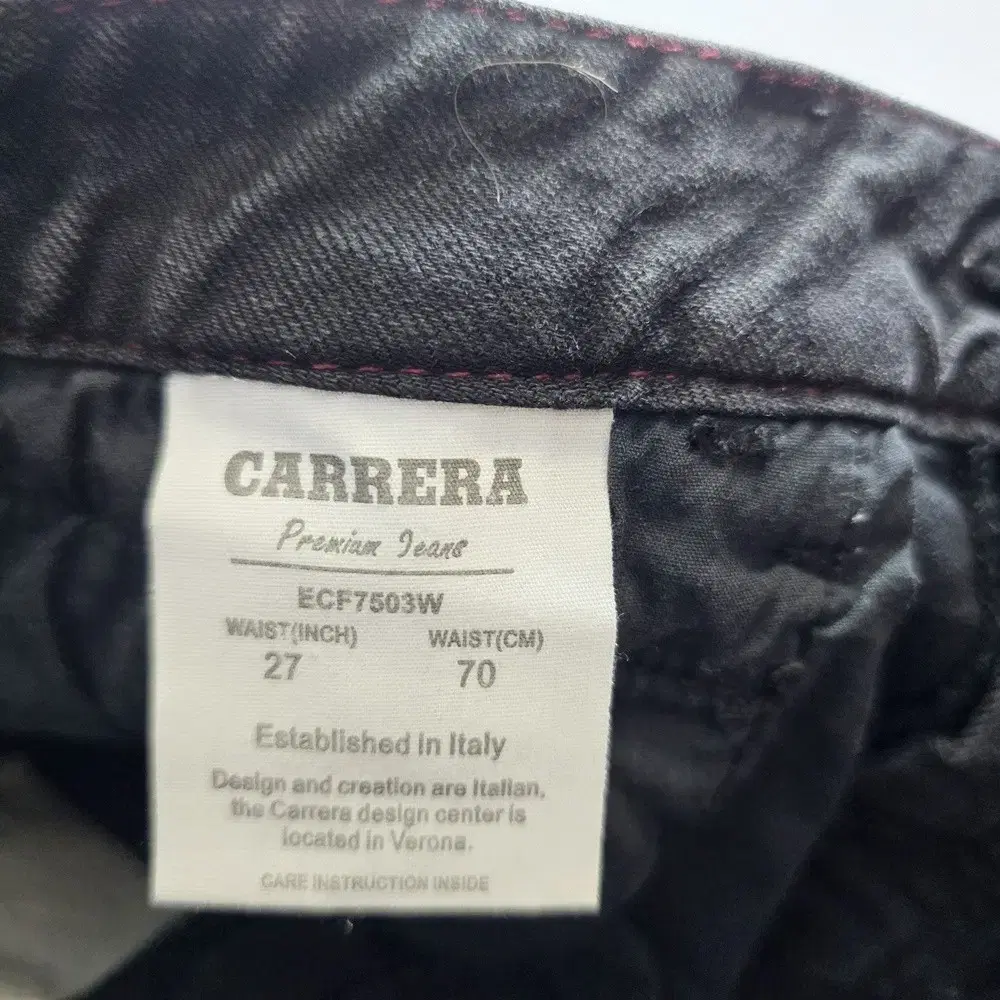 CARRERA
Premium Jeans
ECF7503W
WAIST(INCH) WAIST(CM)
27 70
Established in Italy
Design and creation are Italian,
the Carrera design center is
located in Verona.
CARE INSTRUCTION INSIDE